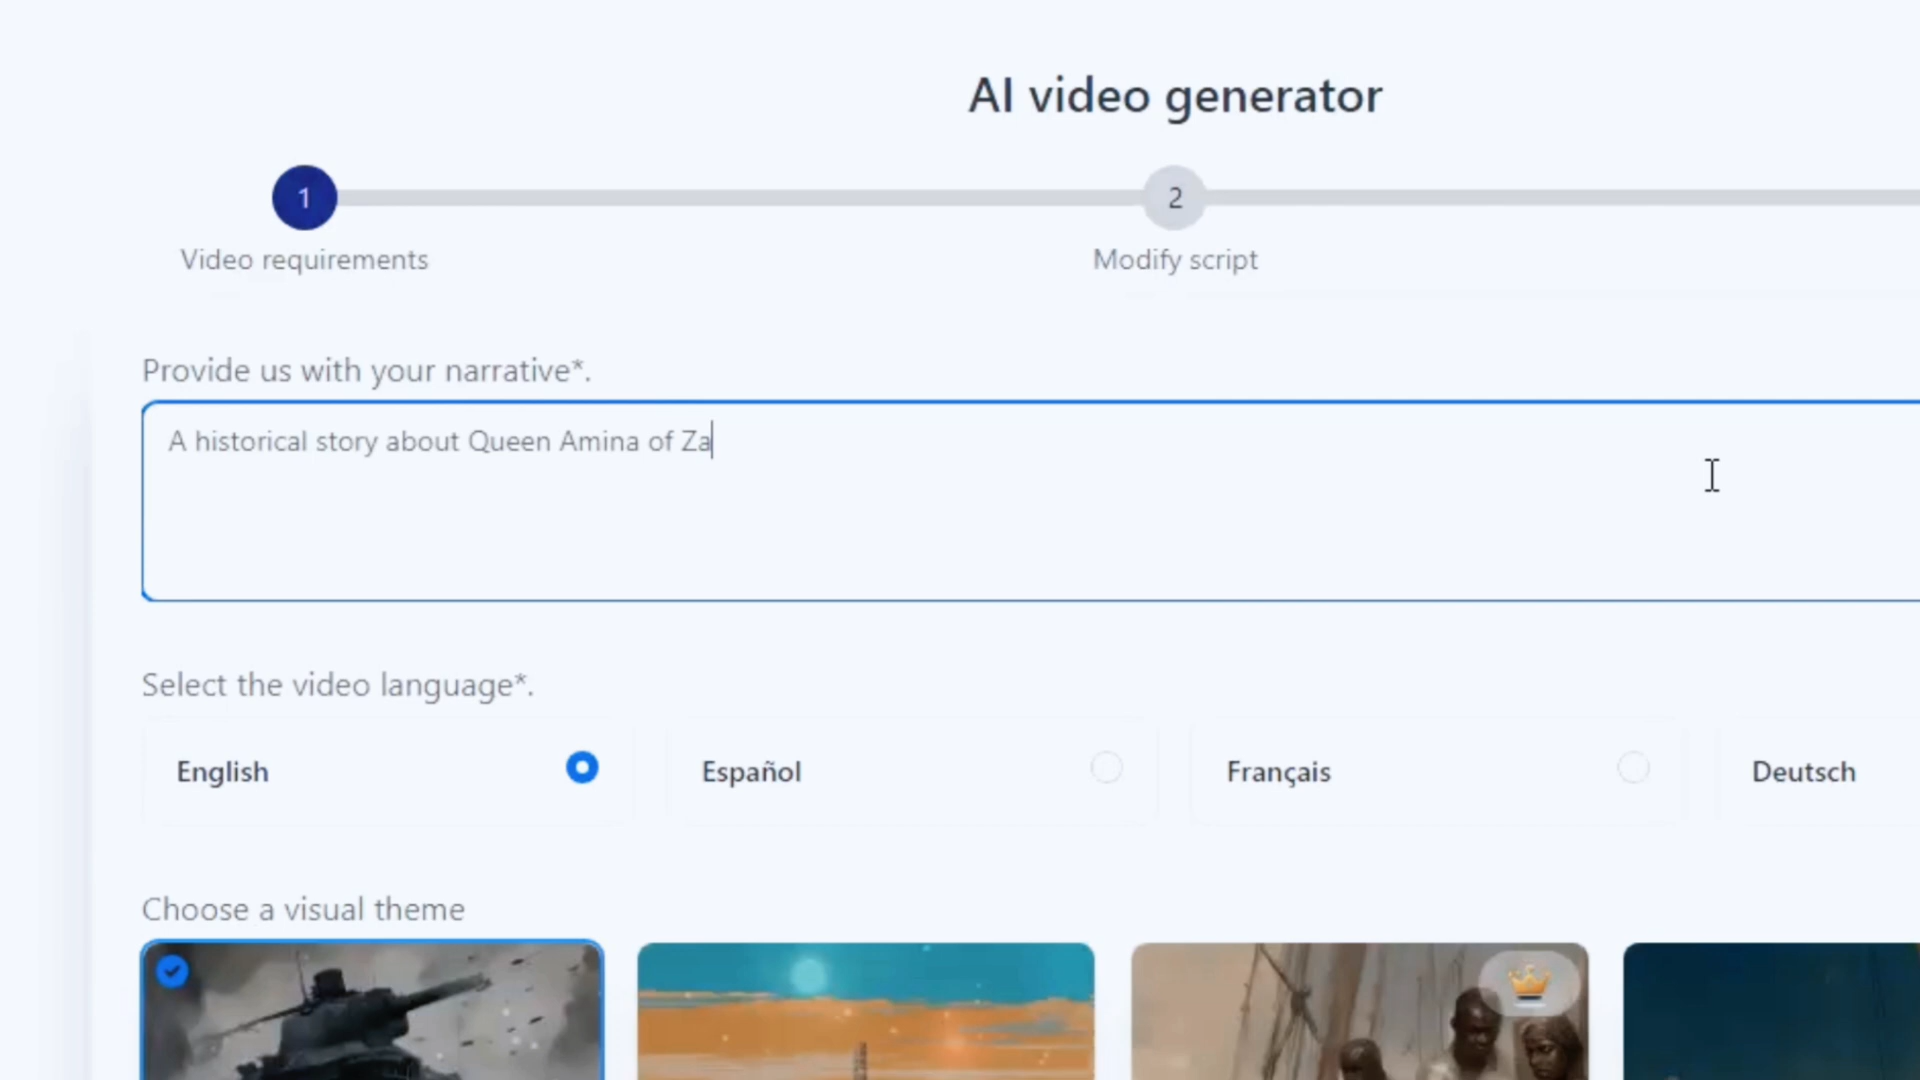 AI video generator
1
2
Video requirements
Modify script
Provide us with your narrative*.
A historical story about Queen Amina of Za
Select the video language*.
English
Español
Français
Deutsch
Choose a visual theme